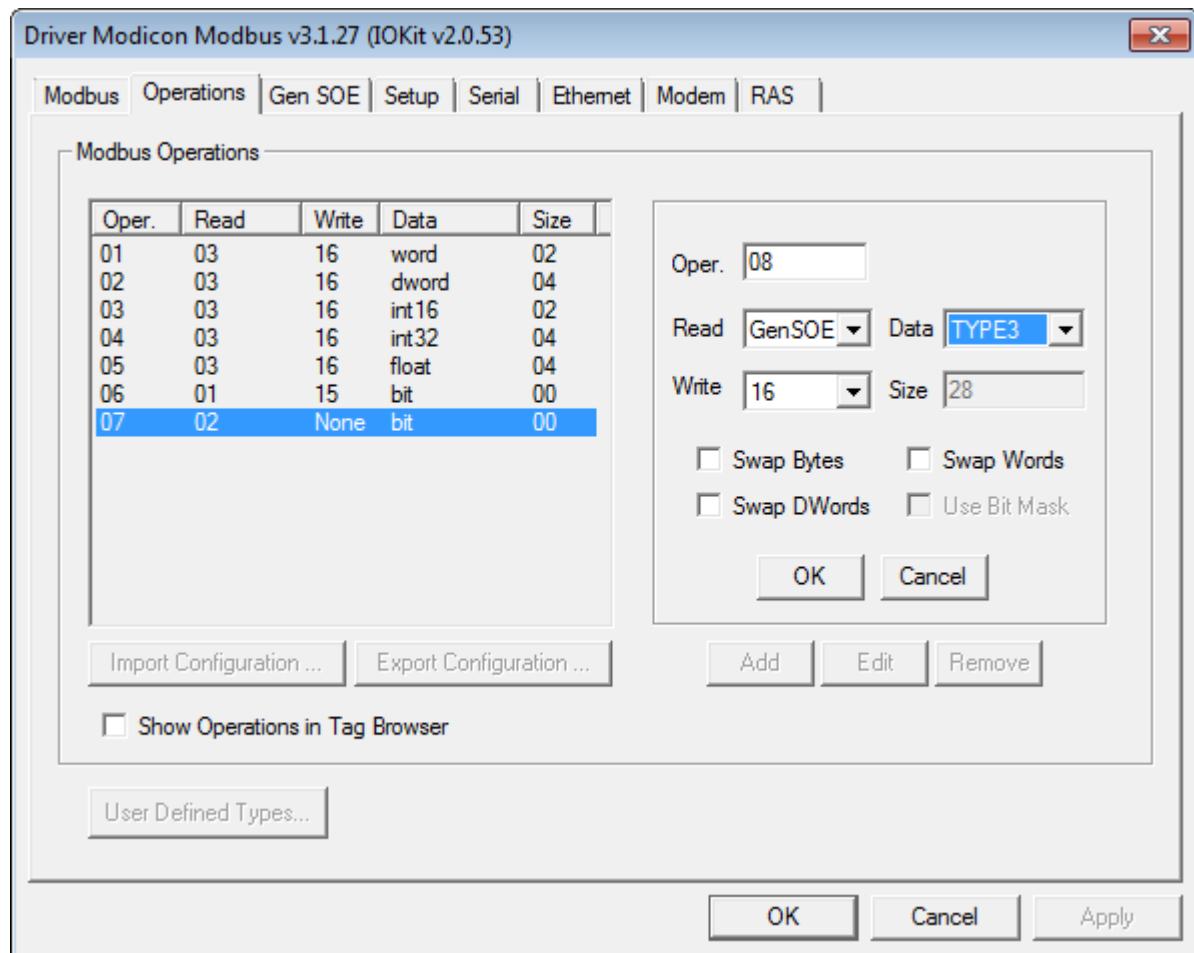 Driver Modicon Modbus v3.1.27 (IOKit v2.0.53)
Modbus Operations Gen SOE Setup Serial Ethernet Modem RAS
Modbus Operations
Oper. Read Write Data Size
01 03 16 word 02
02 03 16 dword 04
03 03 16 int16 02
04 03 16 int32 04
05 03 16 float 04
06 01 15 bit 00
07 02 None bit 00
Oper. 08
Read GenSOE Data TYPE3
Write 16 Size 28
Swap Bytes Swap Words
Swap DWords Use Bit Mask
OK Cancel
Import Configuration ... Export Configuration ... Add Edit Remove
Show Operations in Tag Browser
User Defined Types...
OK Cancel Apply